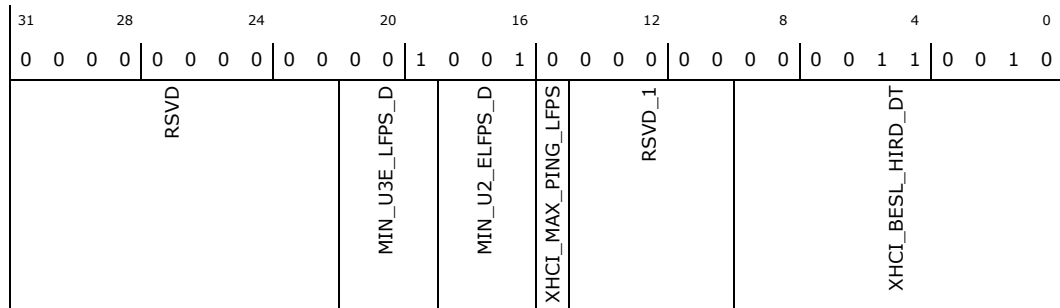 31 28 24 20 16 12 8 4 0
0 0 0 0 0 0 0 0 0 0 0 0 1 0 0 1 0 0 0 0 0 0 0 0 0 0 1 1 0 0 1 0
RSVD
MIN_U3E_LFPS_D
MIN_U2_ELFPS_D
XHCI_MAX_PING_LFPS
RSVD_1
XHCI_BESL_HIRD_DT